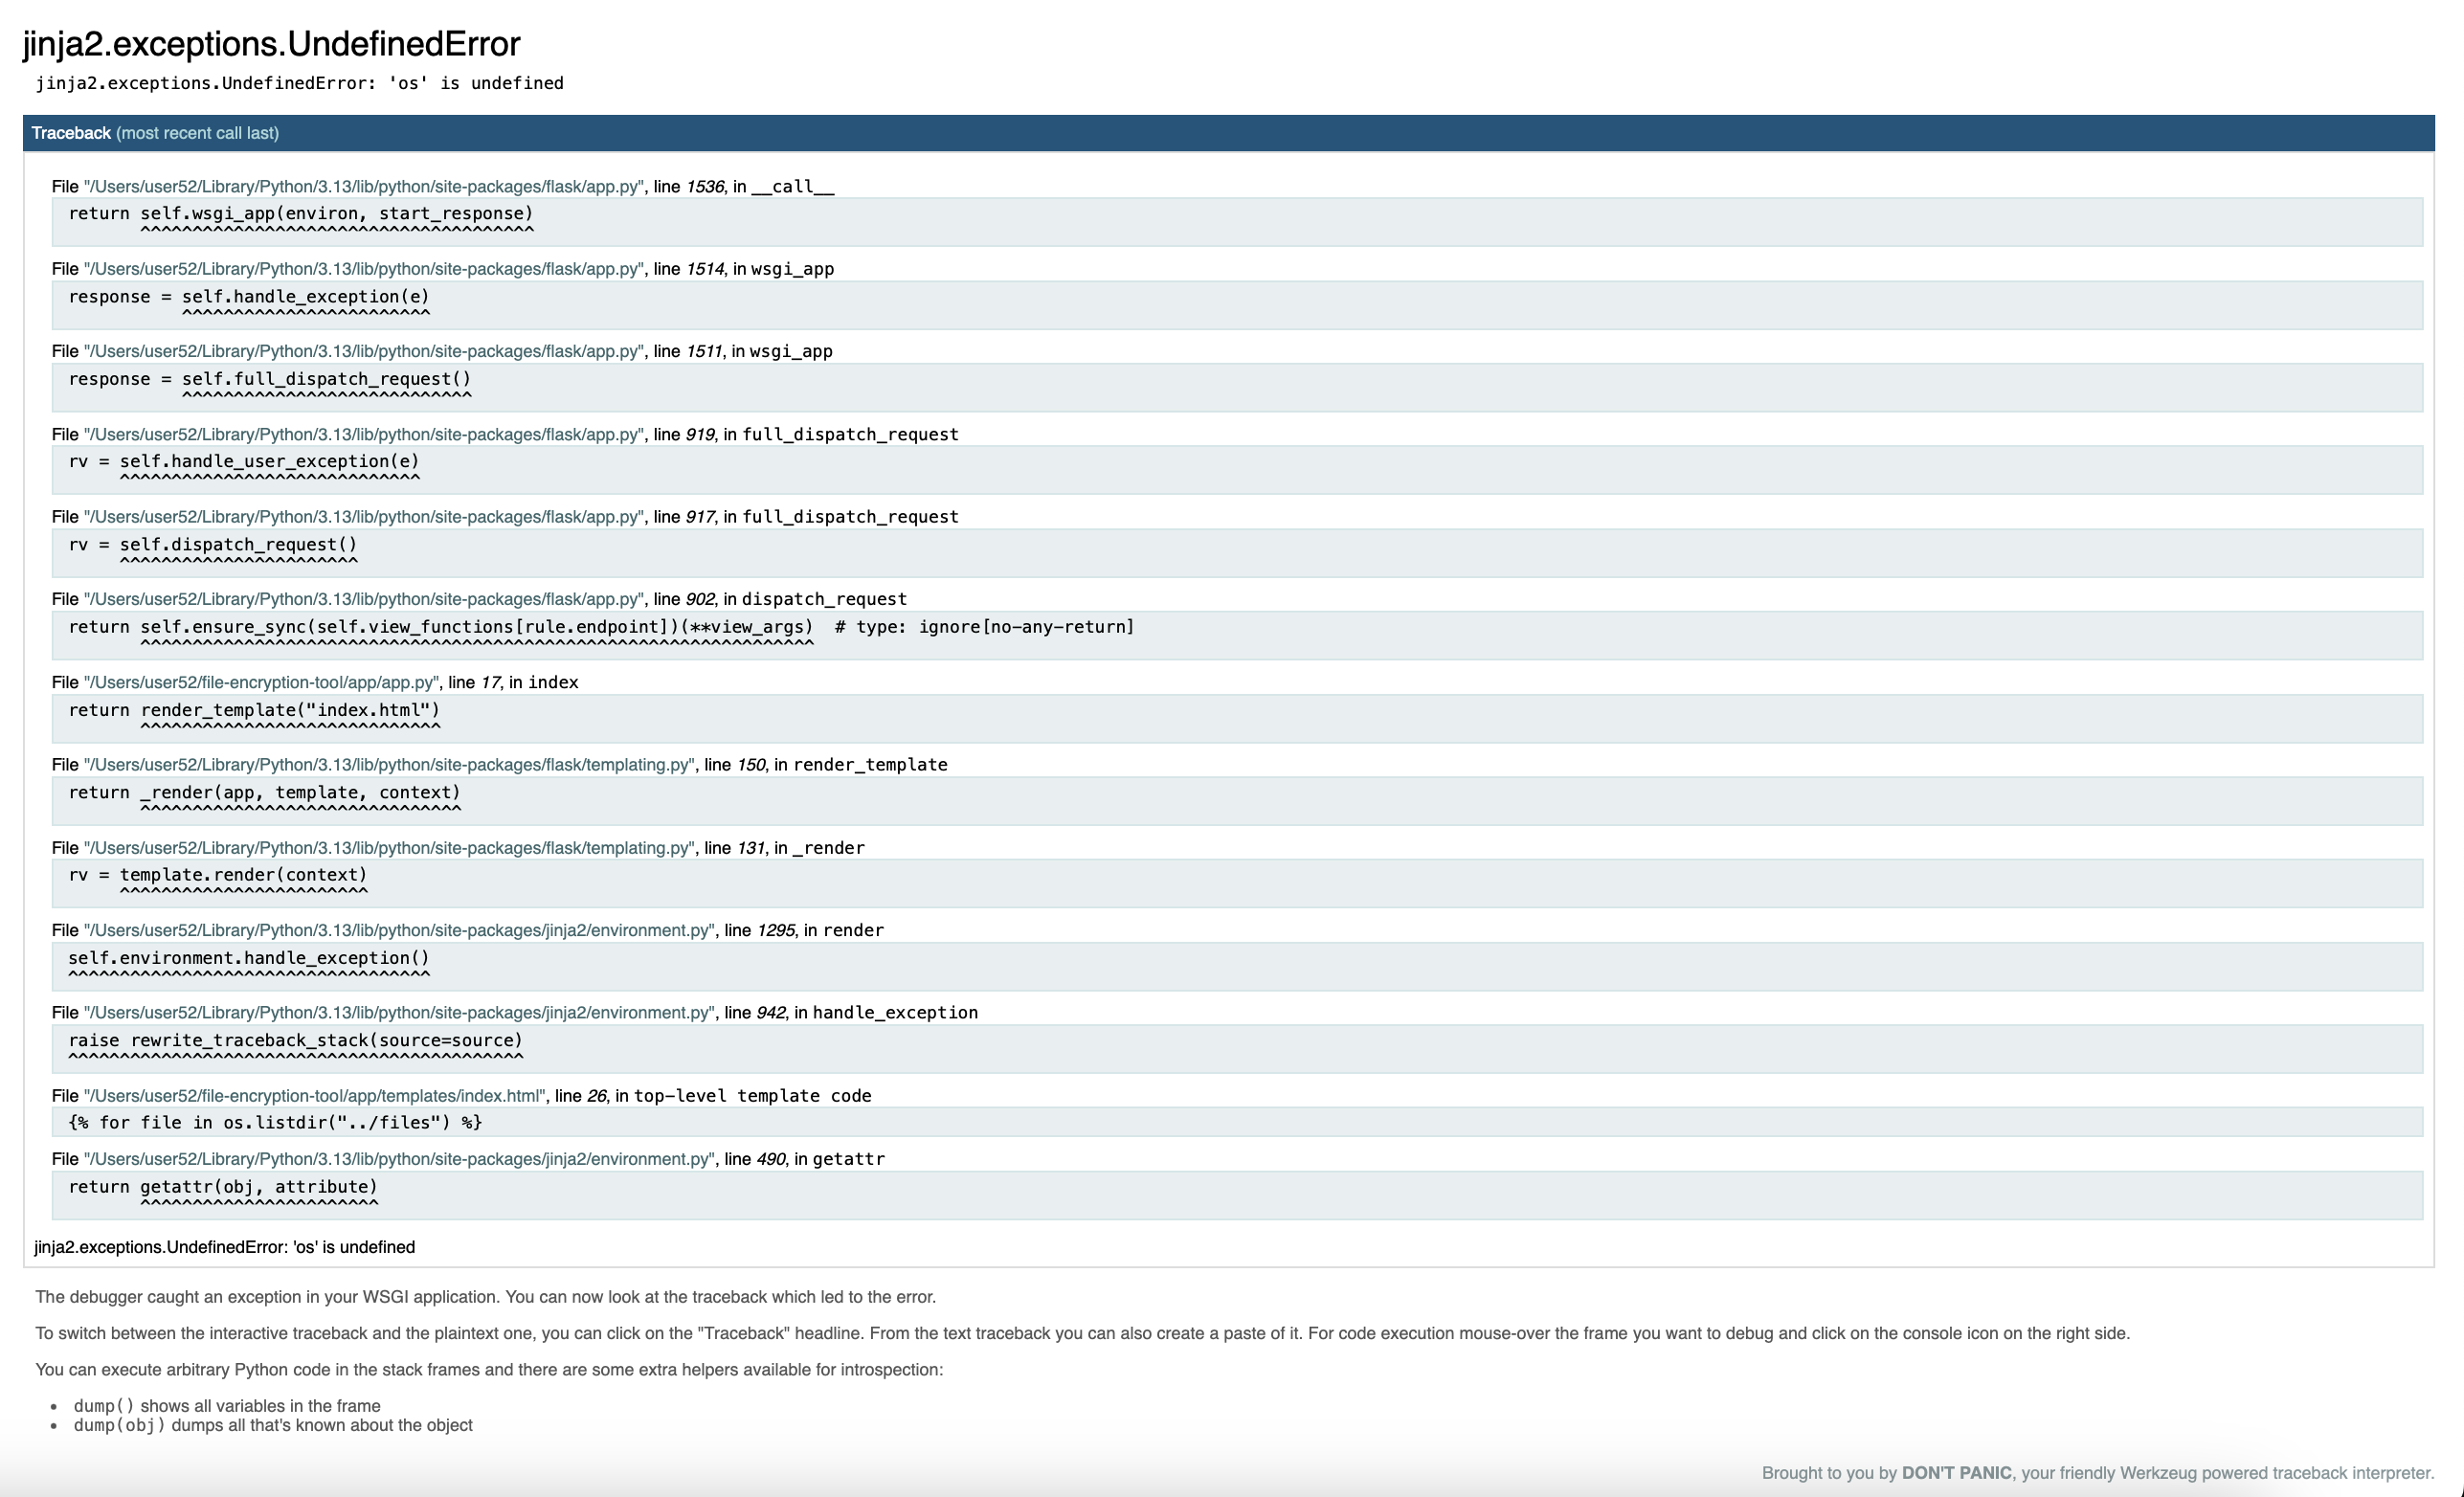 jinja2.exceptions.UndefinedError
jinja2.exceptions.UndefinedError: 'os' is undefined
Traceback (most recent call last)
File "/Users/user52/Library/Python/3.13/lib/python/site-packages/flask/app.py", line 1536, in __call__
return self.wsgi_app(environ, start_response)
^^^^^^^^^^^^^^^^^^^^^^^^^^^^^^^^^^^^^^
File "/Users/user52/Library/Python/3.13/lib/python/site-packages/flask/app.py", line 1514, in wsgi_app
response = self.handle_exception(e)
^^^^^^^^^^^^^^^^^^^^^^^^
File "/Users/user52/Library/Python/3.13/lib/python/site-packages/flask/app.py", line 1511, in wsgi_app
response = self.full_dispatch_request()
^^^^^^^^^^^^^^^^^^^^^^^^^^^^
File "/Users/user52/Library/Python/3.13/lib/python/site-packages/flask/app.py", line 919, in full_dispatch_request
rv = self.handle_user_exception(e)
^^^^^^^^^^^^^^^^^^^^^^^^^^^^^
File "/Users/user52/Library/Python/3.13/lib/python/site-packages/flask/app.py", line 917, in full_dispatch_request
rv = self.dispatch_request()
^^^^^^^^^^^^^^^^^^^^^^^
File "/Users/user52/Library/Python/3.13/lib/python/site-packages/flask/app.py", line 902, in dispatch_request
return self.ensure_sync(self.view_functions[rule.endpoint])(**view_args)  # type: ignore[no-any-return]
^^^^^^^^^^^^^^^^^^^^^^^^^^^^^^^^^^^^^^^^^^^^^^^^^^^^^^^^^^^^^^^^^
File "/Users/user52/file-encryption-tool/app/app.py", line 17, in index
return render_template("index.html")
^^^^^^^^^^^^^^^^^^^^^^^^^^^^^
File "/Users/user52/Library/Python/3.13/lib/python/site-packages/flask/templating.py", line 150, in render_template
return _render(app, template, context)
^^^^^^^^^^^^^^^^^^^^^^^^^^^^^^^
File "/Users/user52/Library/Python/3.13/lib/python/site-packages/flask/templating.py", line 131, in _render
rv = template.render(context)
^^^^^^^^^^^^^^^^^^^^^^^^
File "/Users/user52/Library/Python/3.13/lib/python/site-packages/jinja2/environment.py", line 1295, in render
self.environment.handle_exception()
^^^^^^^^^^^^^^^^^^^^^^^^^^^^^^^^^^^
File "/Users/user52/Library/Python/3.13/lib/python/site-packages/jinja2/environment.py", line 942, in handle_exception
raise rewrite_traceback_stack(source=source)
^^^^^^^^^^^^^^^^^^^^^^^^^^^^^^^^^^^^^^^^^^^^
File "/Users/user52/file-encryption-tool/app/templates/index.html", line 26, in top-level template code
{% for file in os.listdir("../files") %}
File "/Users/user52/Library/Python/3.13/lib/python/site-packages/jinja2/environment.py", line 490, in getattr
return getattr(obj, attribute)
^^^^^^^^^^^^^^^^^^^^^^^
jinja2.exceptions.UndefinedError: 'os' is undefined
The debugger caught an exception in your WSGI application. You can now look at the traceback which led to the error.
To switch between the interactive traceback and the plaintext one, you can click on the "Traceback" headline. From the text traceback you can also create a paste of it. For code execution mouse-over the frame you want to debug and click on the console icon on the right side.
You can execute arbitrary Python code in the stack frames and there are some extra helpers available for introspection:
• dump() shows all variables in the frame
• dump(obj) dumps all that's known about the object
Brought to you by DON'T PANIC, your friendly Werkzeug powered traceback interpreter.